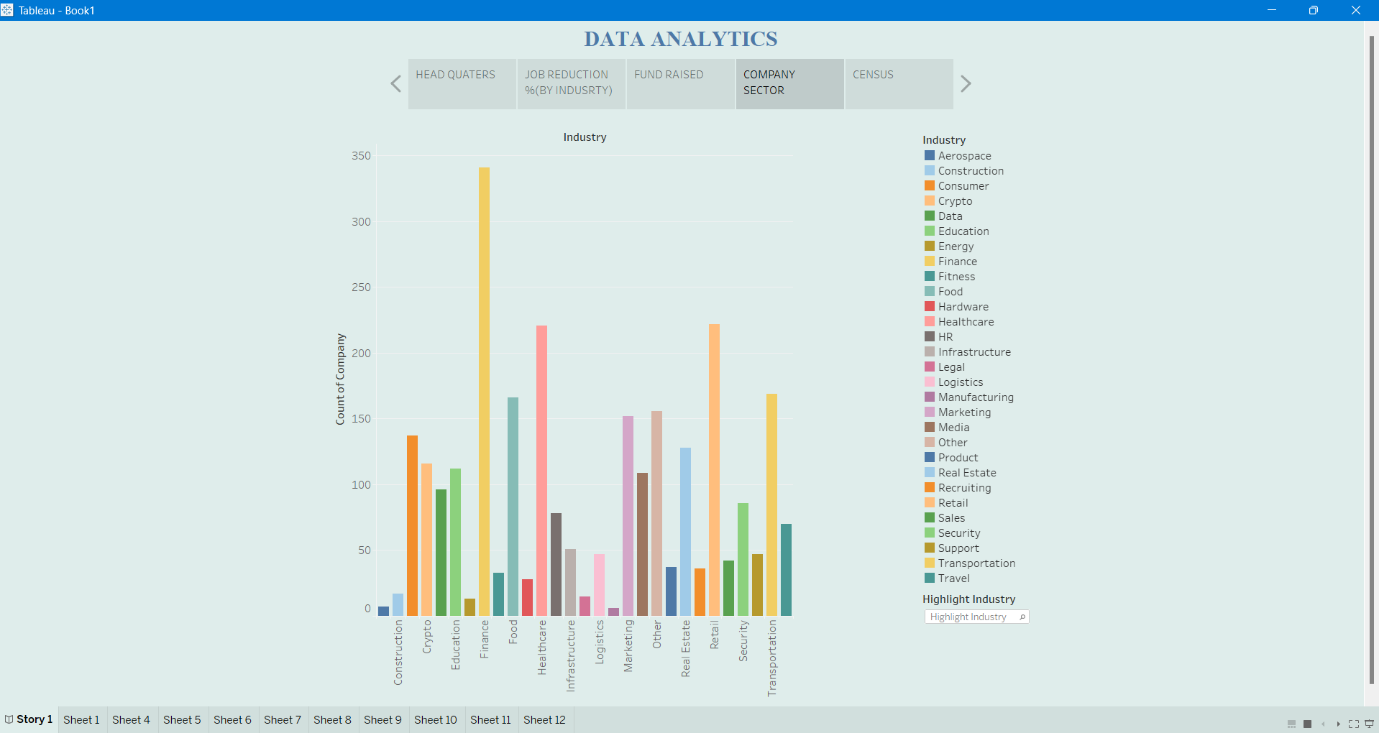 Tableau - Book1
DATA ANALYTICS
HEAD QUATERS
JOB REDUCTION
%(BY INDUSRTY)
FUND RAISED
COMPANY
SECTOR
CENSUS
Industry
350
300
250
200
150
100
50
0
Count of Company
Construction
Crypto
Education
Finance
Food
Healthcare
Infrastructure
Logistics
Marketing
Other
Real Estate
Retail
Security
Transportation
Industry
Aerospace
Construction
Consumer
Crypto
Data
Education
Energy
Finance
Fitness
Food
Hardware
Healthcare
HR
Infrastructure
Legal
Logistics
Manufacturing
Marketing
Media
Other
Product
Real Estate
Recruiting
Retail
Sales
Security
Support
Transportation
Travel
Highlight Industry
Highlight Industry
Story 1 Sheet 1 Sheet 4 Sheet 5 Sheet 6 Sheet 7 Sheet 8 Sheet 9 Sheet 10 Sheet 11 Sheet 12